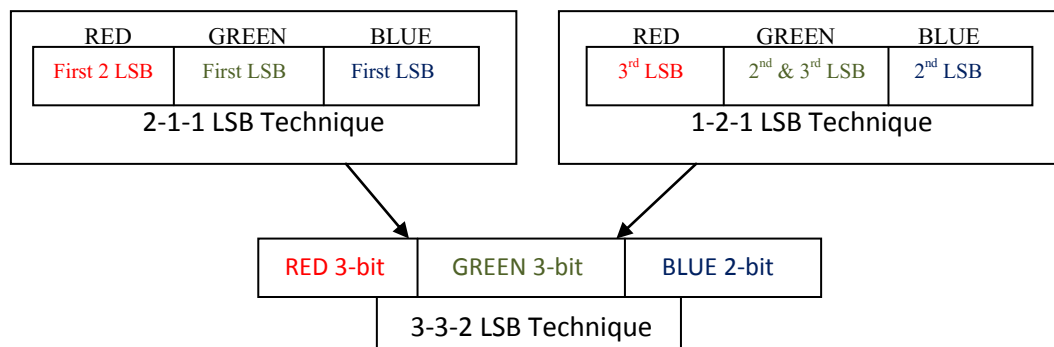 RED GREEN BLUE
First 2 LSB First LSB First LSB
2-1-1 LSB Technique
RED GREEN BLUE
3rd LSB 2nd & 3rd LSB 2nd LSB
1-2-1 LSB Technique
RED 3-bit GREEN 3-bit BLUE 2-bit
3-3-2 LSB Technique